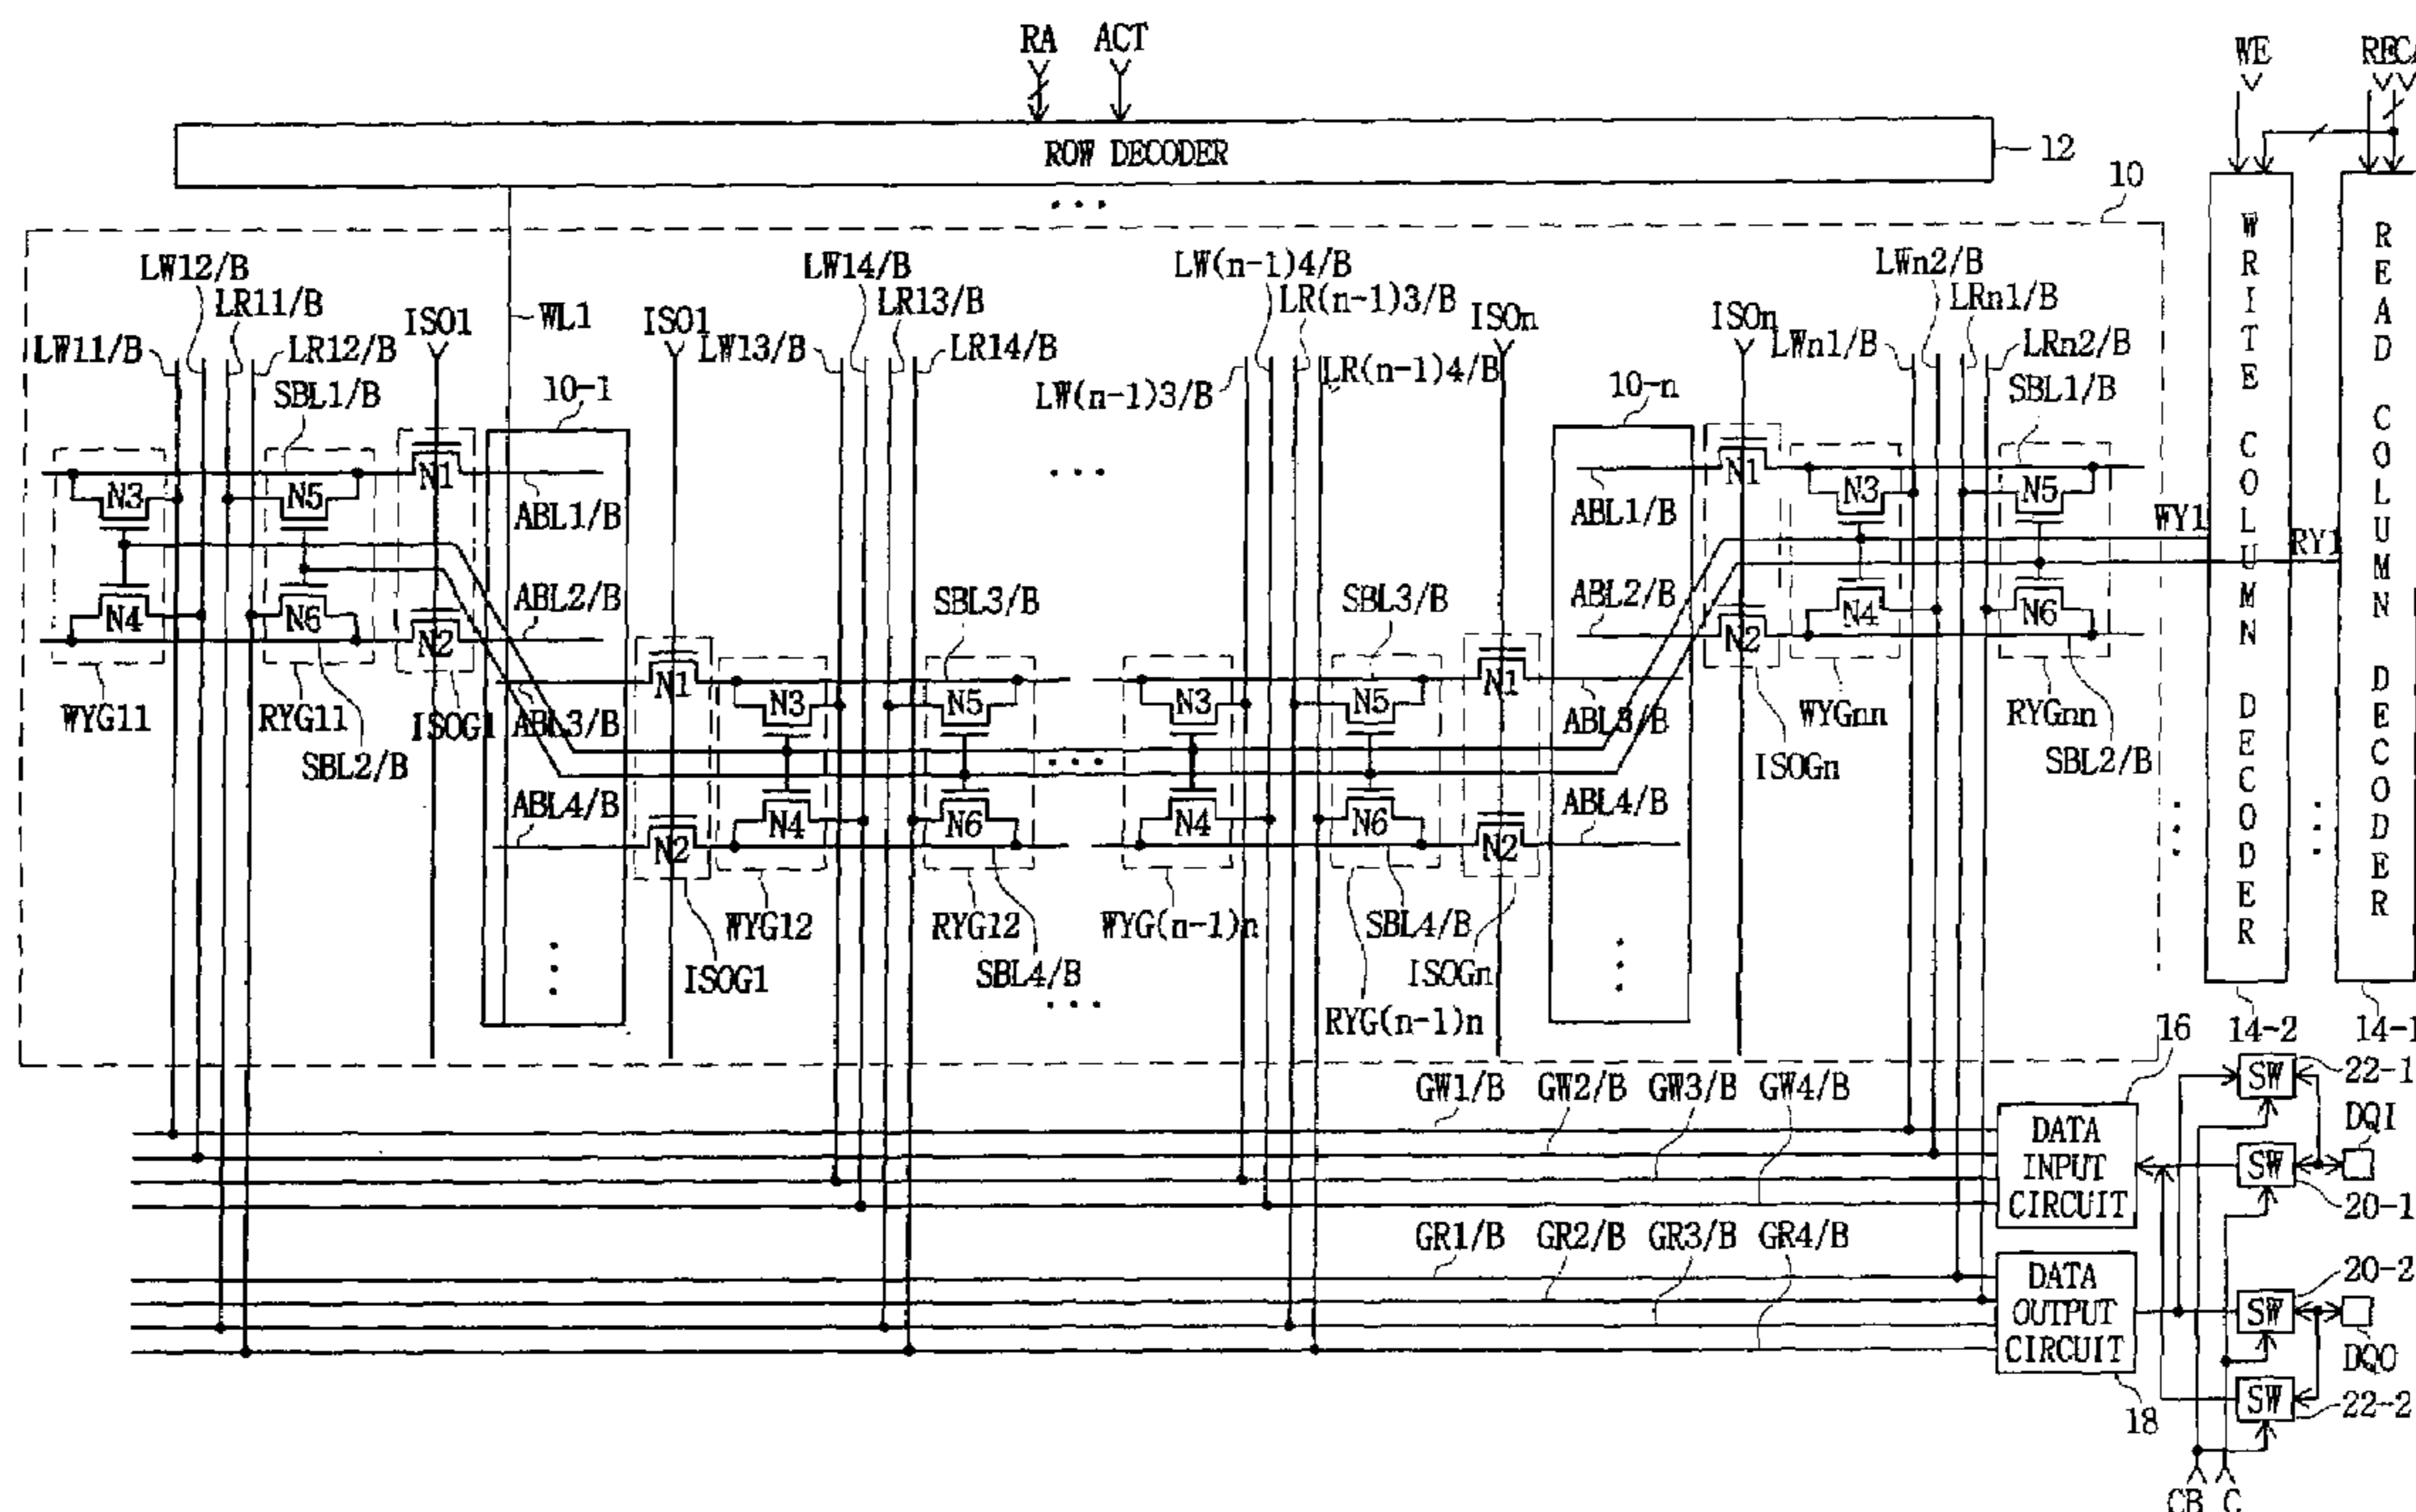 RA ACT
WE RE CA
ROW DECODER
12
10
LW12/B
LR11/B
LW11/B
LR12/B
SBL1/B
ISO1
WL1
10-1
ISO1
LW14/B
LR13/B
LW13/B
LR14/B
LW(n-1)4/B
LR(n-1)3/B
LW(n-1)3/B
LR(n-1)4/B
ISOn
10-n
ISOn
LWn2/B
LRn1/B
LWn1/B
LRn2/B
SBL1/B
N3
N5
N1
ABL1/B
N4
N6
N2
ABL2/B
WYG11
RYG11
SBL2/B
ISOG1
ABL3/B
ABL4/B
N1
N3
N5
SBL3/B
N2
N4
N6
ISOG1
WYG12
RYG12
SBL4/B
N3
N5
SBL3/B
N1
N4
N6
N2
WYG(n-1)n
SBL4/B
RYG(n-1)n
ISOGn
ABL1/B
ABL2/B
ABL3/B
ABL4/B
N1
N3
N5
N2
N4
N6
ISOGn
WYGnn
RYGnn
SBL2/B
WY1
RY1
WRITE COLUMN DECODER
READ COLUMN DECODER
14-2
14-1
GW1/B GW2/B GW3/B GW4/B
16
DATA
INPUT
CIRCUIT
GR1/B GR2/B GR3/B GR4/B
DATA
OUTPUT
CIRCUIT
18
SW
22-1
DQI
SW
20-1
20-2
SW
DQO
SW
22-2
CB C